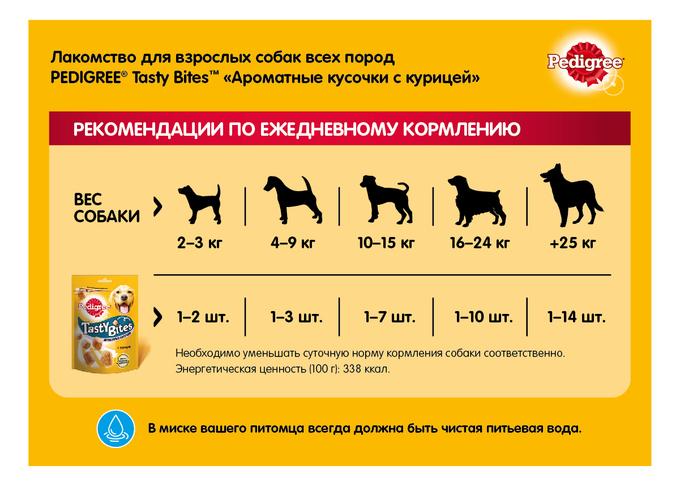 Лакомство для взрослых собак всех пород
PEDIGREE® Tasty Bites™ «Ароматные кусочки с курицей»
Pedigree®
РЕКОМЕНДАЦИИ ПО ЕЖЕДНЕВНОМУ КОРМЛЕНИЮ
ВЕС
СОБАКИ
2–3 кг 4–9 кг 10–15 кг 16–24 кг +25 кг
Pedigree
Tasty Bites
1–2 шт. 1–3 шт. 1–7 шт. 1–10 шт. 1–14 шт.
Необходимо уменьшать суточную норму кормления собаки соответственно.
Энергетическая ценность (100 г): 338 ккал.
В миске вашего питомца всегда должна быть чистая питьевая вода.